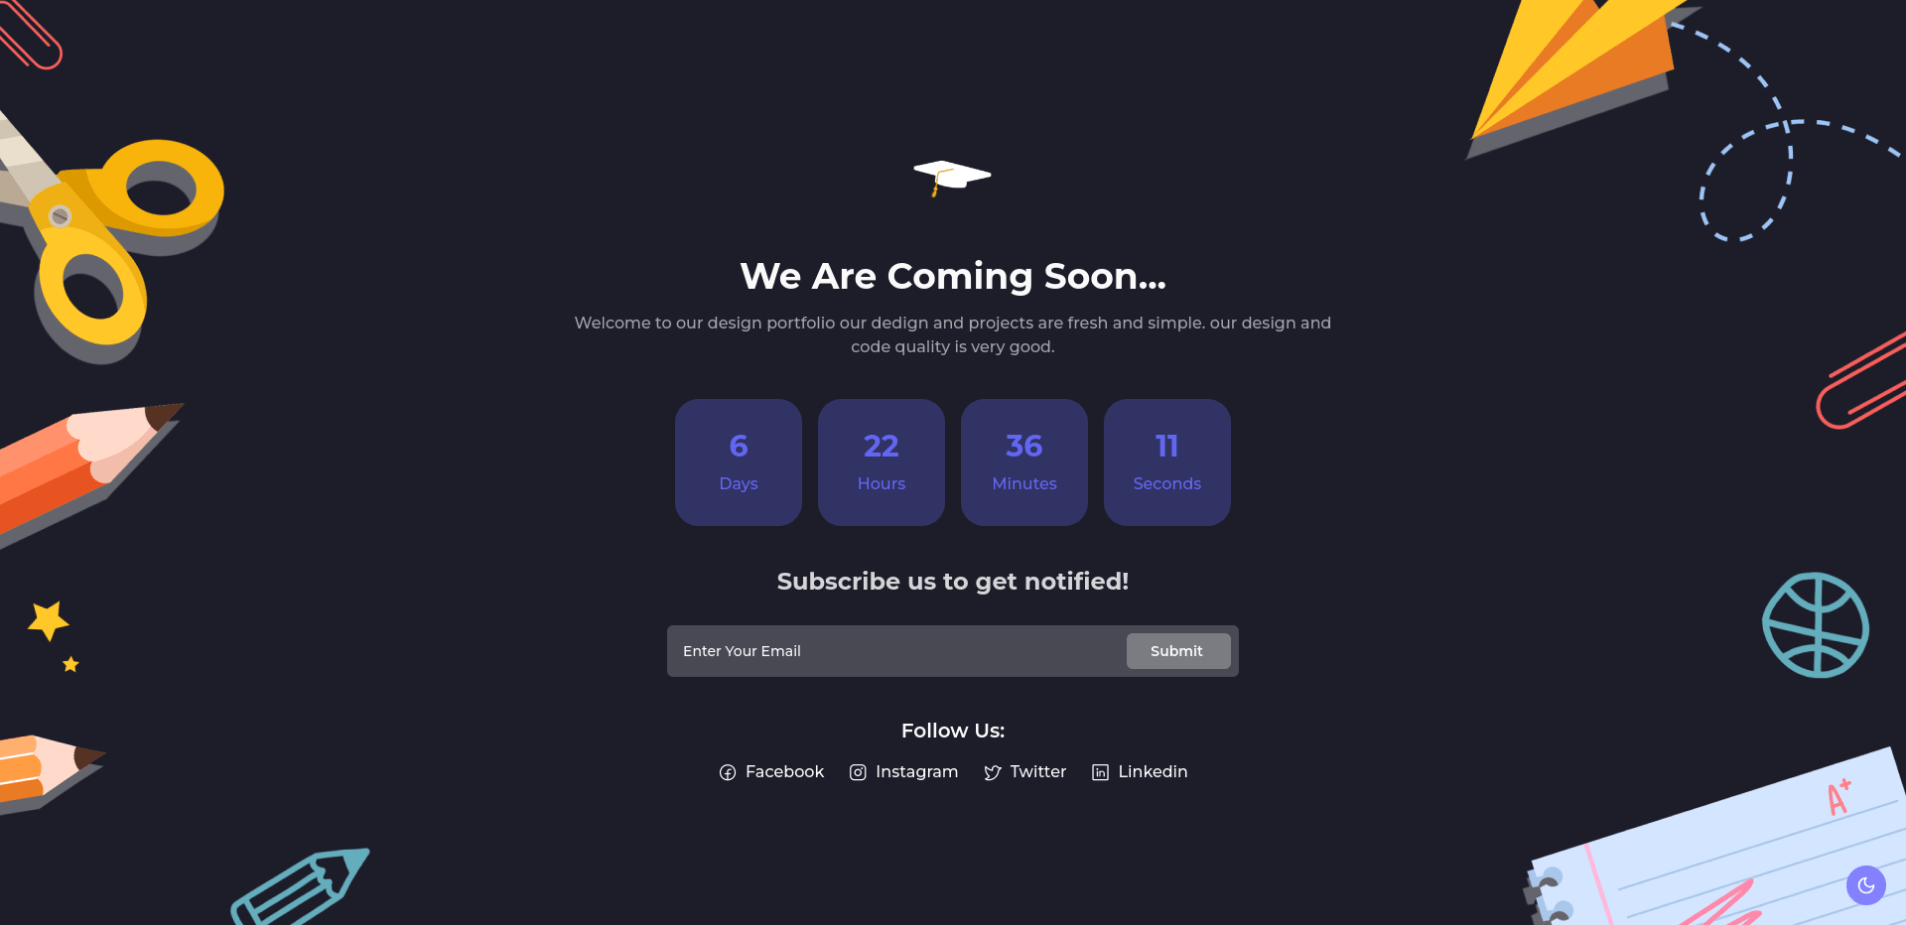 We Are Coming Soon...
Welcome to our design portfolio our dedign and projects are fresh and simple. our design and
code quality is very good.
6 22 36 11
Days Hours Minutes Seconds
Subscribe us to get notified!
Enter Your Email Submit
Follow Us:
Facebook Instagram Twitter Linkedin
A+